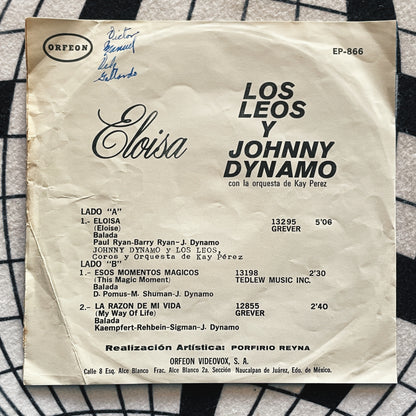 ORFEON
Victor
Manuel
Gallardo
EP-866
Eloisa
LOS
LEOS
Y
JOHNNY
DYNAMO
con la orquesta de Kay Perez
LADO "A"
1.- ELOISA 13295 5'06
(Eloise) GREVER
Balada
Paul Ryan-Barry Ryan-J. Dynamo
JOHNNY DYNAMO y LOS LEOS,
Coros y Orquesta de Kay Pérez
LADO "B"
1.- ESOS MOMENTOS MAGICOS 13198 2'30
(This Magic Moment) TEDLEW MUSIC INC.
Balada
D. Pomus-M. Shuman-J. Dynamo
2.- LA RAZON DE MI VIDA 12855 2'40
(My Way Of Life) GREVER
Balada
Kaempfert-Rehbein-Sigman-J. Dynamo
Realización Artística: PORFIRIO REYNA
ORFEON VIDEOVOX, S. A.
Calle 8 Esq. Alce Blanco Frac. Alce Blanco 2a. Sección Naucalpan de Juárez, Edo. de México.